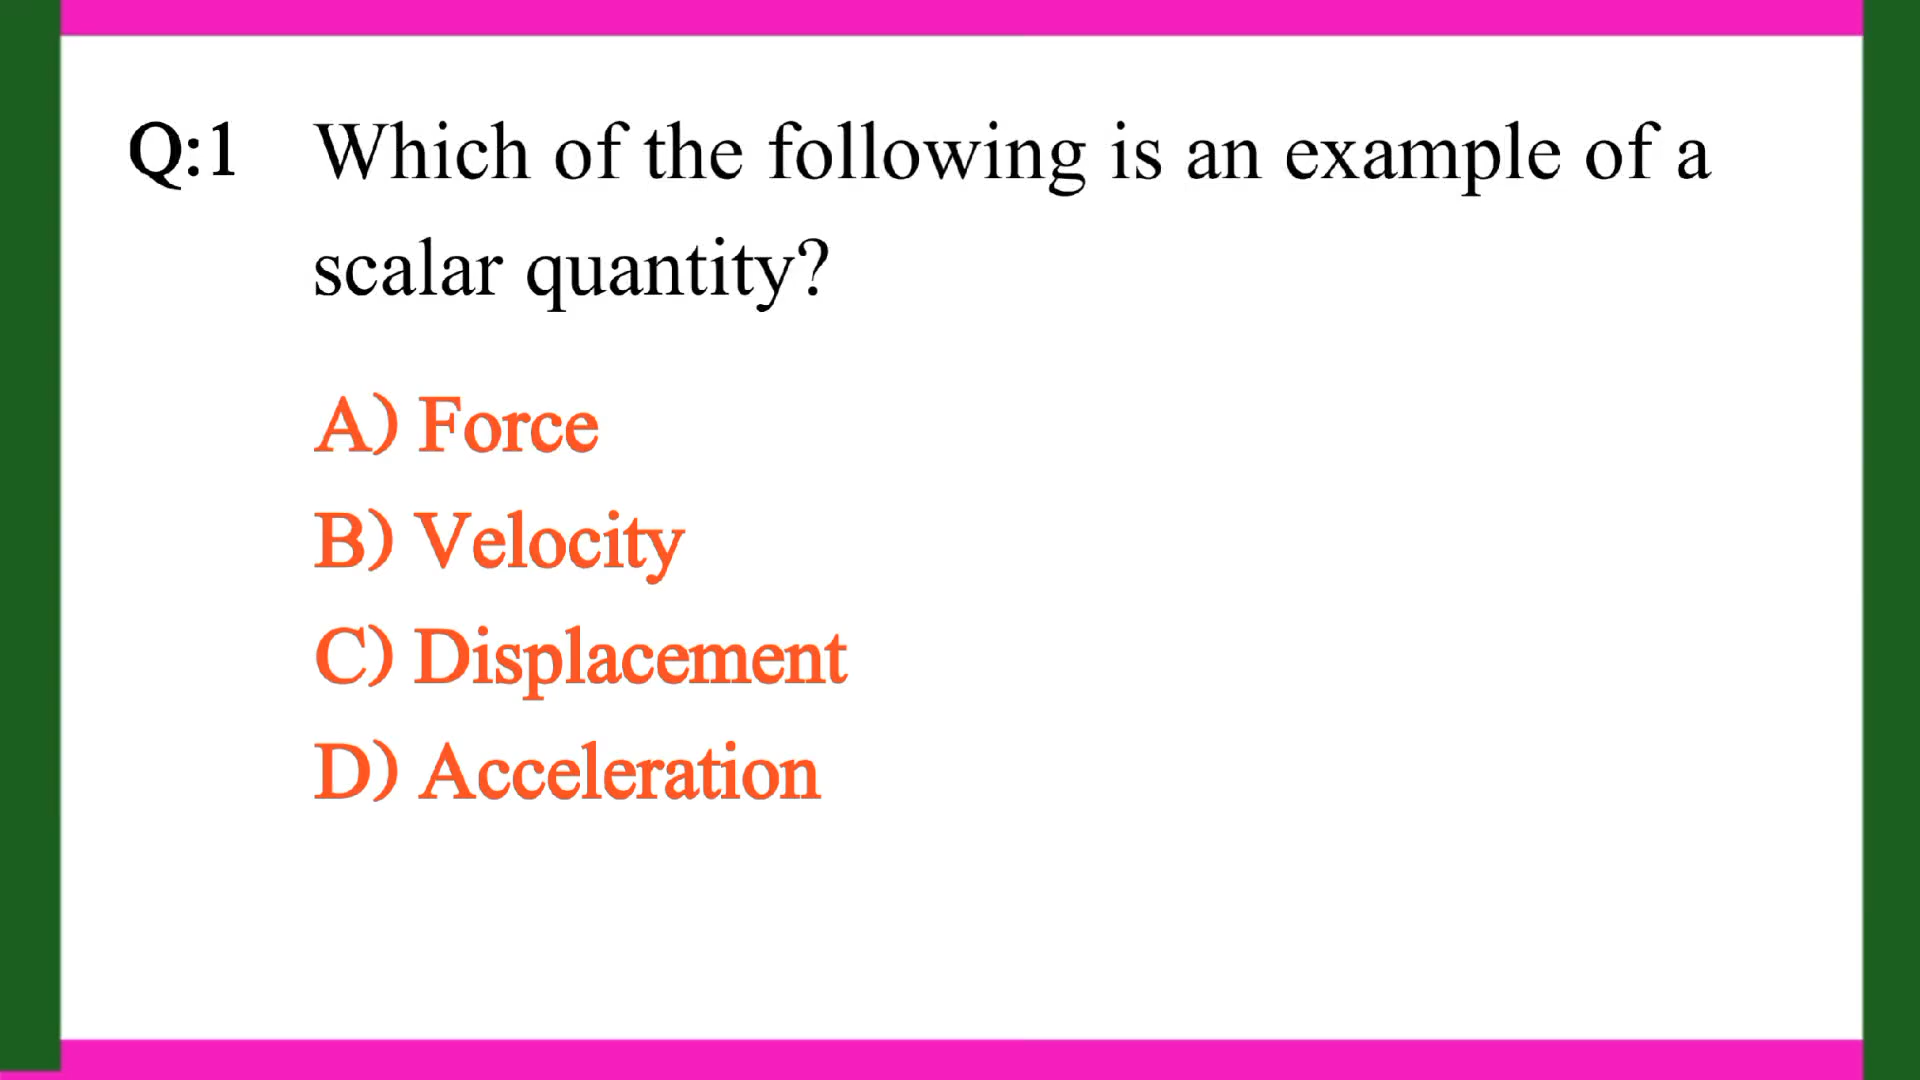 Q:1 Which of the following is an example of a
scalar quantity?
A) Force
B) Velocity
C) Displacement
D) Acceleration